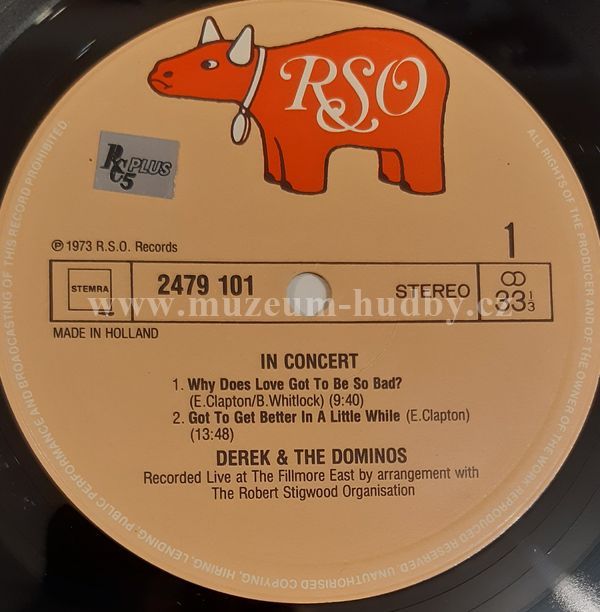 RSO
RS PLUS
C5
℗ 1973 R.S.O. Records
1
STEMRA
2479 101
STEREO
33 1/3
www.muzeum-hudby.cz
MADE IN HOLLAND
IN CONCERT
1. Why Does Love Got To Be So Bad?
(E.Clapton/B.Whitlock) (9:40)
2. Got To Get Better In A Little While (E.Clapton)
(13:48)
DEREK & THE DOMINOS
Recorded Live at The Fillmore East by arrangement with
The Robert Stigwood Organisation
ALL RIGHTS OF THE PRODUCER AND OF THE OWNER OF THE WORK REPRODUCED RESERVED. UNAUTHORISED COPYING, HIRING, LENDING, PUBLIC PERFORMANCE AND BROADCASTING OF THIS RECORD PROHIBITED.